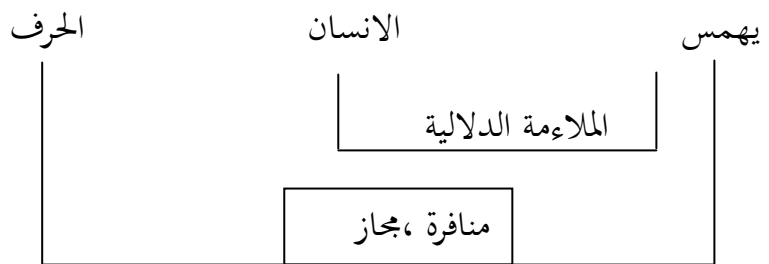 يهمس الانسان الحرف
الملاءمة الدلالية
منافرة ،مجاز